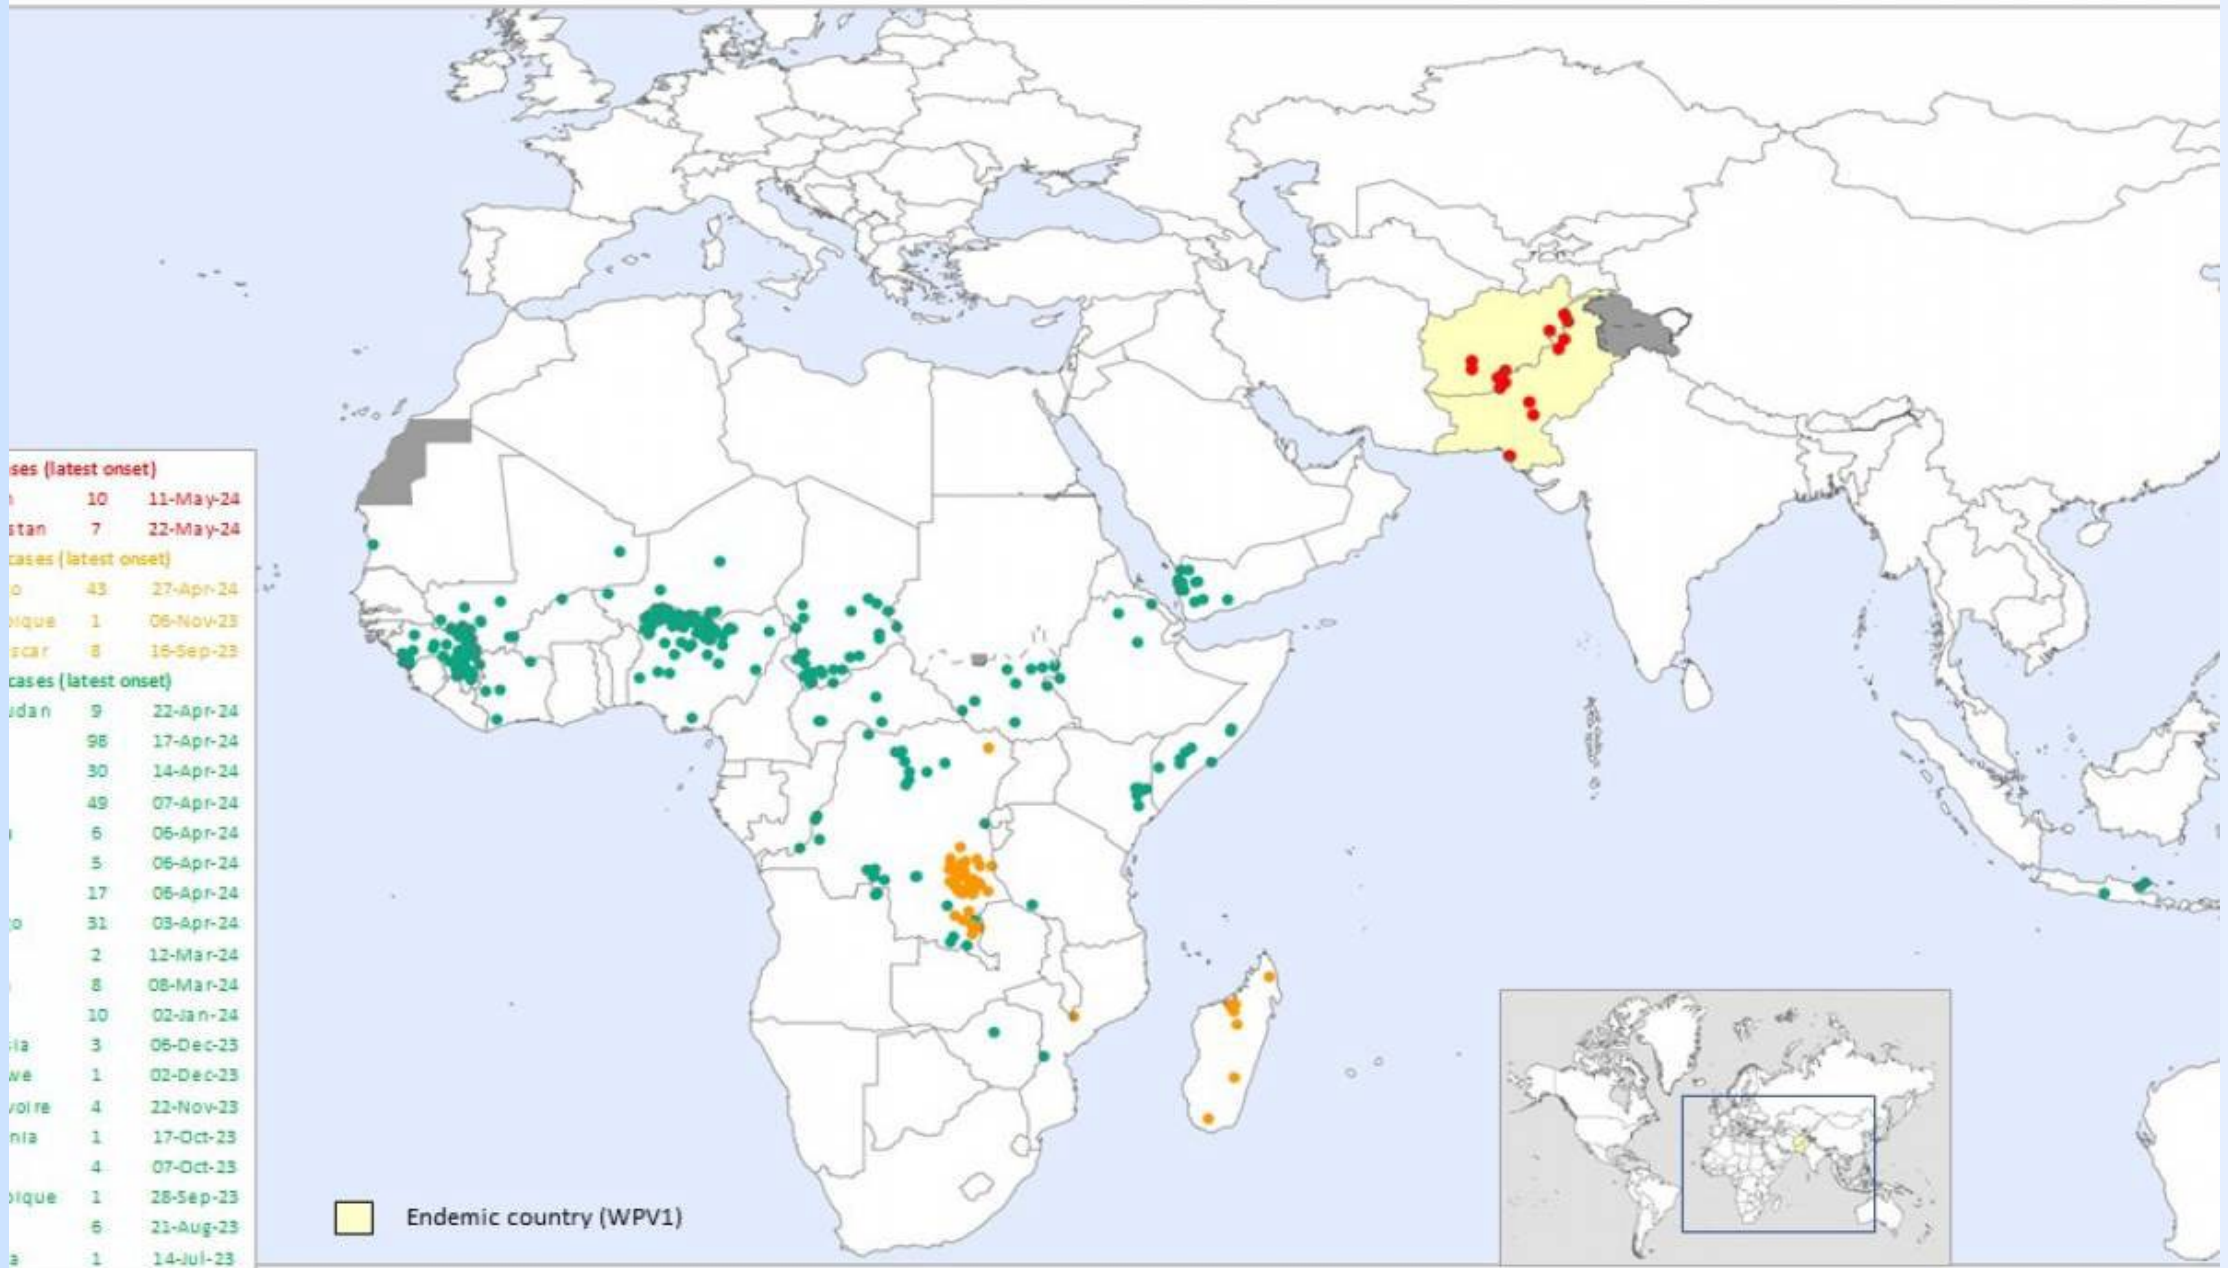 ses (latest onset)
10 11-May-24
stan 7 22-May-24
cases (latest onset)
o 43 27-Apr-24
ique 1 06-Nov-23
scar 8 16-Sep-23
cases (latest onset)
udan 9 22-Apr-24
98 17-Apr-24
30 14-Apr-24
49 07-Apr-24
6 06-Apr-24
5 06-Apr-24
17 06-Apr-24
o 31 03-Apr-24
2 12-Mar-24
8 08-Mar-24
10 02-Jan-24
ia 3 06-Dec-23
we 1 02-Dec-23
voire 4 22-Nov-23
nia 1 17-Oct-23
4 07-Oct-23
ique 1 28-Sep-23
6 21-Aug-23
a 1 14-Jul-23
Endemic country (WPV1)